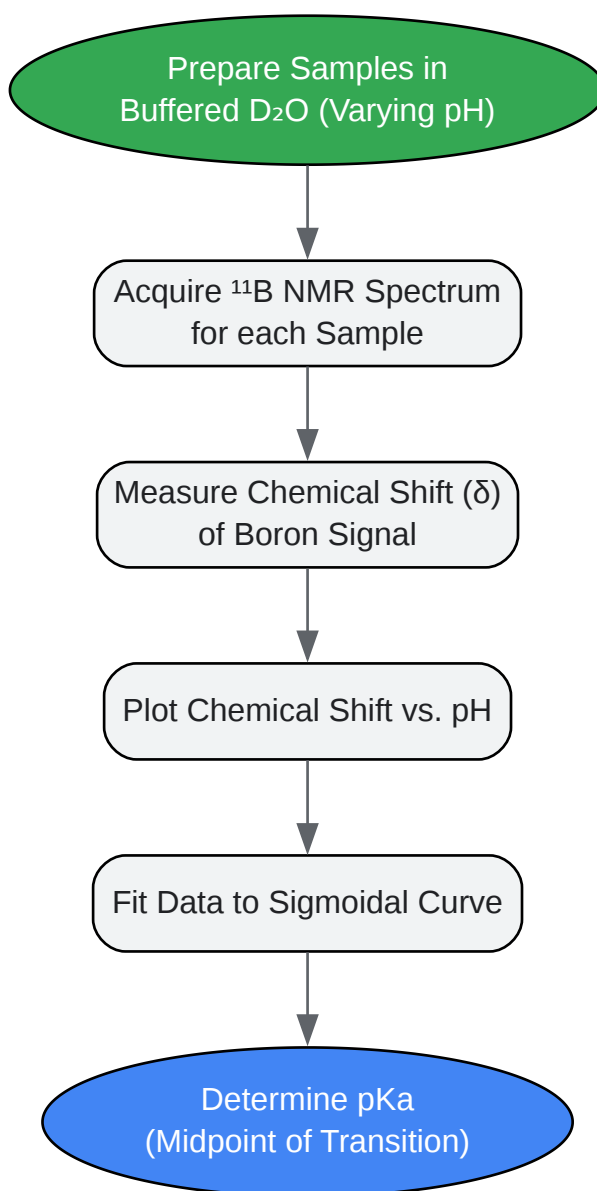 Prepare Samples in
Buffered D₂O (Varying pH)
Acquire ¹¹B NMR Spectrum
for each Sample
Measure Chemical Shift (δ)
of Boron Signal
Plot Chemical Shift vs. pH
Fit Data to Sigmoidal Curve
Determine pKa
(Midpoint of Transition)